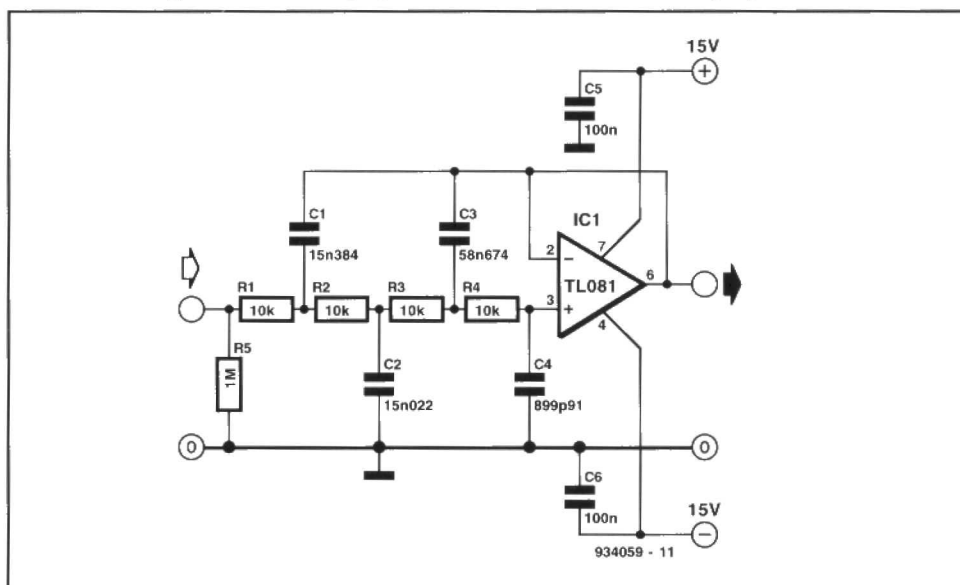 15V
+
C5
100n
C1
15n384
C3
58n674
IC1
2
7
−
TL081
6
3
+
4
R1
10k
R2
10k
R3
10k
R4
10k
R5
1M
C2
15n022
C4
899p91
0
0
C6
100n
15V
−
934059 - 11